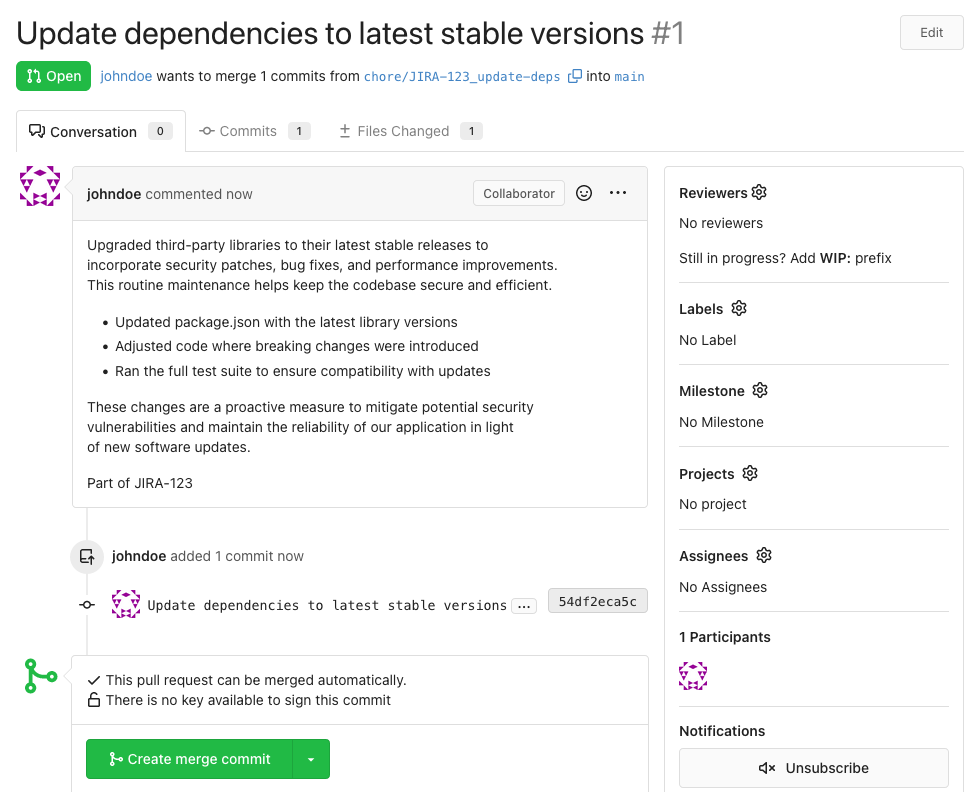 Update dependencies to latest stable versions #1
Edit
Open
johndoe wants to merge 1 commits from chore/JIRA-123_update-deps into main
Conversation 0
Commits 1
Files Changed 1
johndoe commented now
Collaborator
Upgraded third-party libraries to their latest stable releases to
incorporate security patches, bug fixes, and performance improvements.
This routine maintenance helps keep the codebase secure and efficient.
• Updated package.json with the latest library versions
• Adjusted code where breaking changes were introduced
• Ran the full test suite to ensure compatibility with updates
These changes are a proactive measure to mitigate potential security
vulnerabilities and maintain the reliability of our application in light
of new software updates.
Part of JIRA-123
johndoe added 1 commit now
Update dependencies to latest stable versions ... 54df2eca5c
This pull request can be merged automatically.
There is no key available to sign this commit
Create merge commit
Reviewers
No reviewers
Still in progress? Add WIP: prefix
Labels
No Label
Milestone
No Milestone
Projects
No project
Assignees
No Assignees
1 Participants
Notifications
Unsubscribe